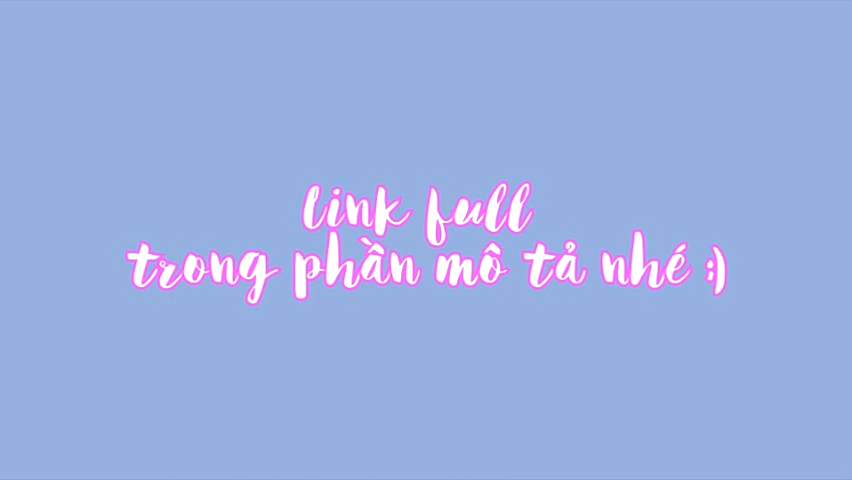 link full
trong phần mô tả nhé :)